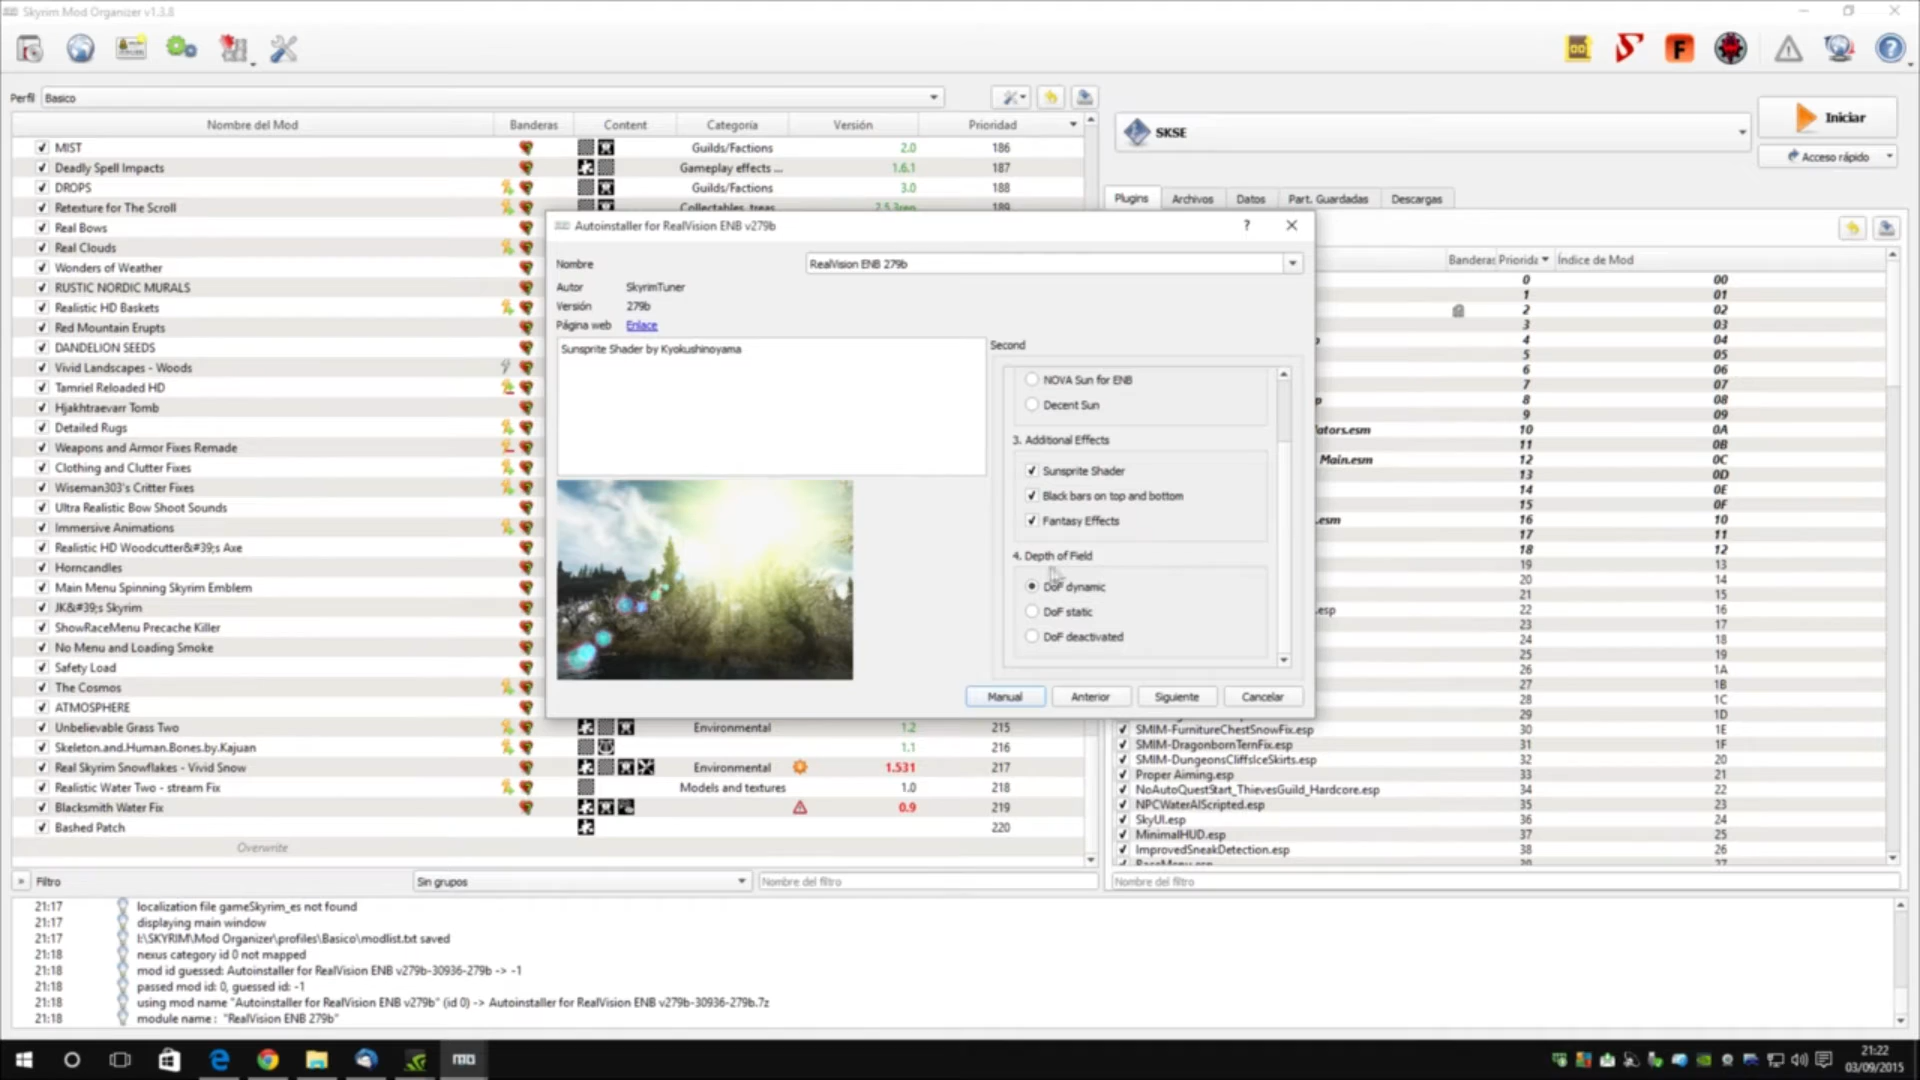 Skyrim Mod Organizer v1.3.8
Perfil Basico
Nombre del Mod Banderas Content Categoría Versión Prioridad
MIST Guilds/Factions 2.0 186
Deadly Spell Impacts Gameplay effects ... 1.6.1 187
DROPS Guilds/Factions 3.0 188
Retexture for The Scroll Collectables, treas 2.5.3ren 189
Real Bows
Real Clouds
Wonders of Weather
RUSTIC NORDIC MURALS
Realistic HD Baskets
Red Mountain Erupts
DANDELION SEEDS
Vivid Landscapes - Woods
Tamriel Reloaded HD
Hjakhtraevarr Tomb
Detailed Rugs
Weapons and Armor Fixes Remade
Clothing and Clutter Fixes
Wiseman303's Critter Fixes
Ultra Realistic Bow Shoot Sounds
Immersive Animations
Realistic HD Woodcutter&#39;s Axe
Horncandles
Main Menu Spinning Skyrim Emblem
JK&#39;s Skyrim
ShowRaceMenu Precache Killer
No Menu and Loading Smoke
Safety Load
The Cosmos
ATMOSPHERE
Unbelievable Grass Two Environmental 1.2 215
Skeleton.and.Human.Bones.by.Kajuan 1.1 216
Real Skyrim Snowflakes - Vivid Snow Environmental 1.531 217
Realistic Water Two - stream Fix Models and textures 1.0 218
Blacksmith Water Fix 0.9 219
Bashed Patch 220
Overwrite
» Filtro Sin grupos Nombre del filtro
Autoinstaller for RealVision ENB v279b ?
Nombre RealVision ENB 279b
Autor SkyrimTuner
Versión 279b
Página web Enlace
Sunsprite Shader by Kyokushinoyama
Second
NOVA Sun for ENB
Decent Sun
3. Additional Effects
Sunsprite Shader
Black bars on top and bottom
Fantasy Effects
4. Depth of Field
DoF dynamic
DoF static
DoF deactivated
Manual Anterior Siguiente Cancelar
SKSE
Iniciar
Acceso rápido
Plugins Archivos Datos Part. Guardadas Descargas
Banderas Priorida Índice de Mod
0 00
1 01
2 02
3 03
4 04
5 05
6 06
7 07
8 08
9 09
ators.esm 10 0A
11 0B
Main.esm 12 0C
13 0D
14 0E
15 0F
.esm 16 10
17 11
18 12
19 13
20 14
21 15
.esp 22 16
23 17
24 18
25 19
26 1A
27 1B
28 1C
29 1D
SMIM-FurnitureChestSnowFix.esp 30 1E
SMIM-DragonbornTernFix.esp 31 1F
SMIM-DungeonsCliffsIceSkirts.esp 32 20
Proper Aiming.esp 33 21
NoAutoQuestStart_ThievesGuild_Hardcore.esp 34 22
NPCWaterAIScripted.esp 35 23
SkyUI.esp 36 24
MinimalHUD.esp 37 25
ImprovedSneakDetection.esp 38 26
RaceMenu.esp 39 27
Nombre del filtro
21:17 localization file gameSkyrim_es not found
21:17 displaying main window
21:17 I:\SKYRIM\Mod Organizer\profiles\Basico\modlist.txt saved
21:18 nexus category id 0 not mapped
21:18 mod id guessed: Autoinstaller for RealVision ENB v279b-30936-279b -> -1
21:18 passed mod id: 0, guessed id: -1
21:18 using mod name "Autoinstaller for RealVision ENB v279b" (id 0) -> Autoinstaller for RealVision ENB v279b-30936-279b.7z
21:18 module name : "RealVision ENB 279b"
21:22
03/09/2015